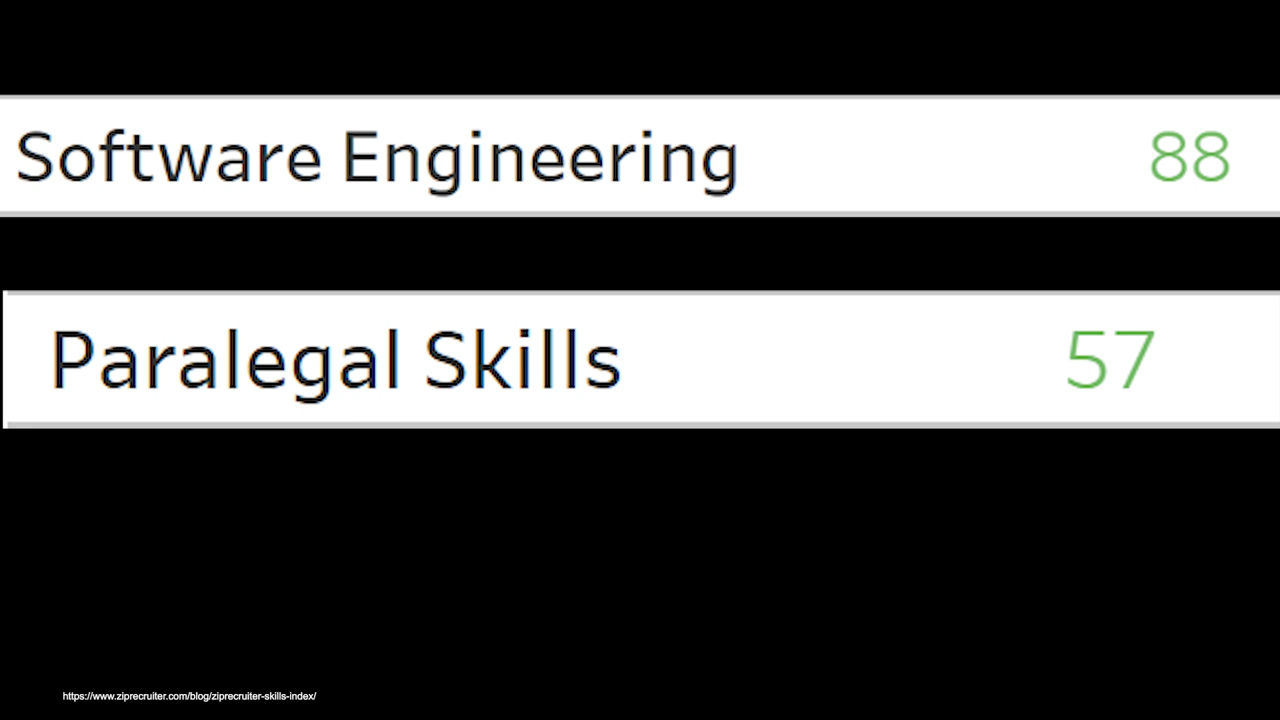 Software Engineering 88
Paralegal Skills 57
https://www.ziprecruiter.com/blog/ziprecruiter-skills-index/